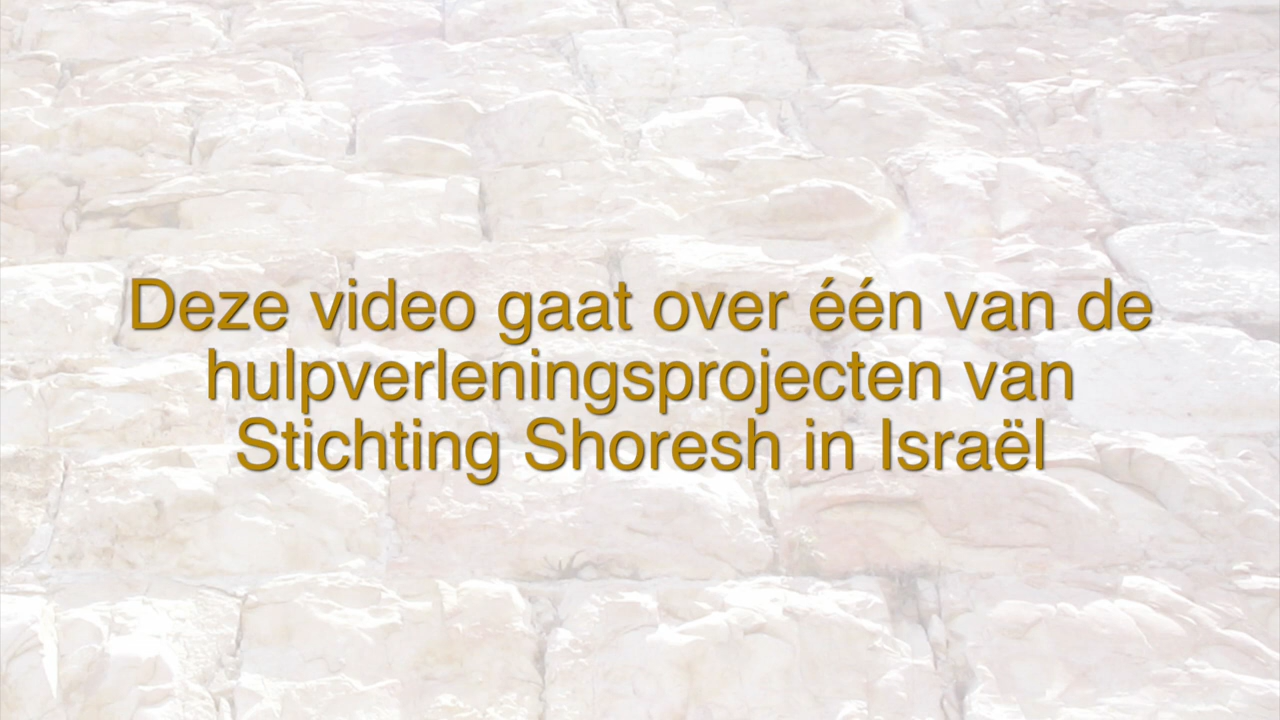 Deze video gaat over één van de
hulpverleningsprojecten van
Stichting Shoresh in Israël